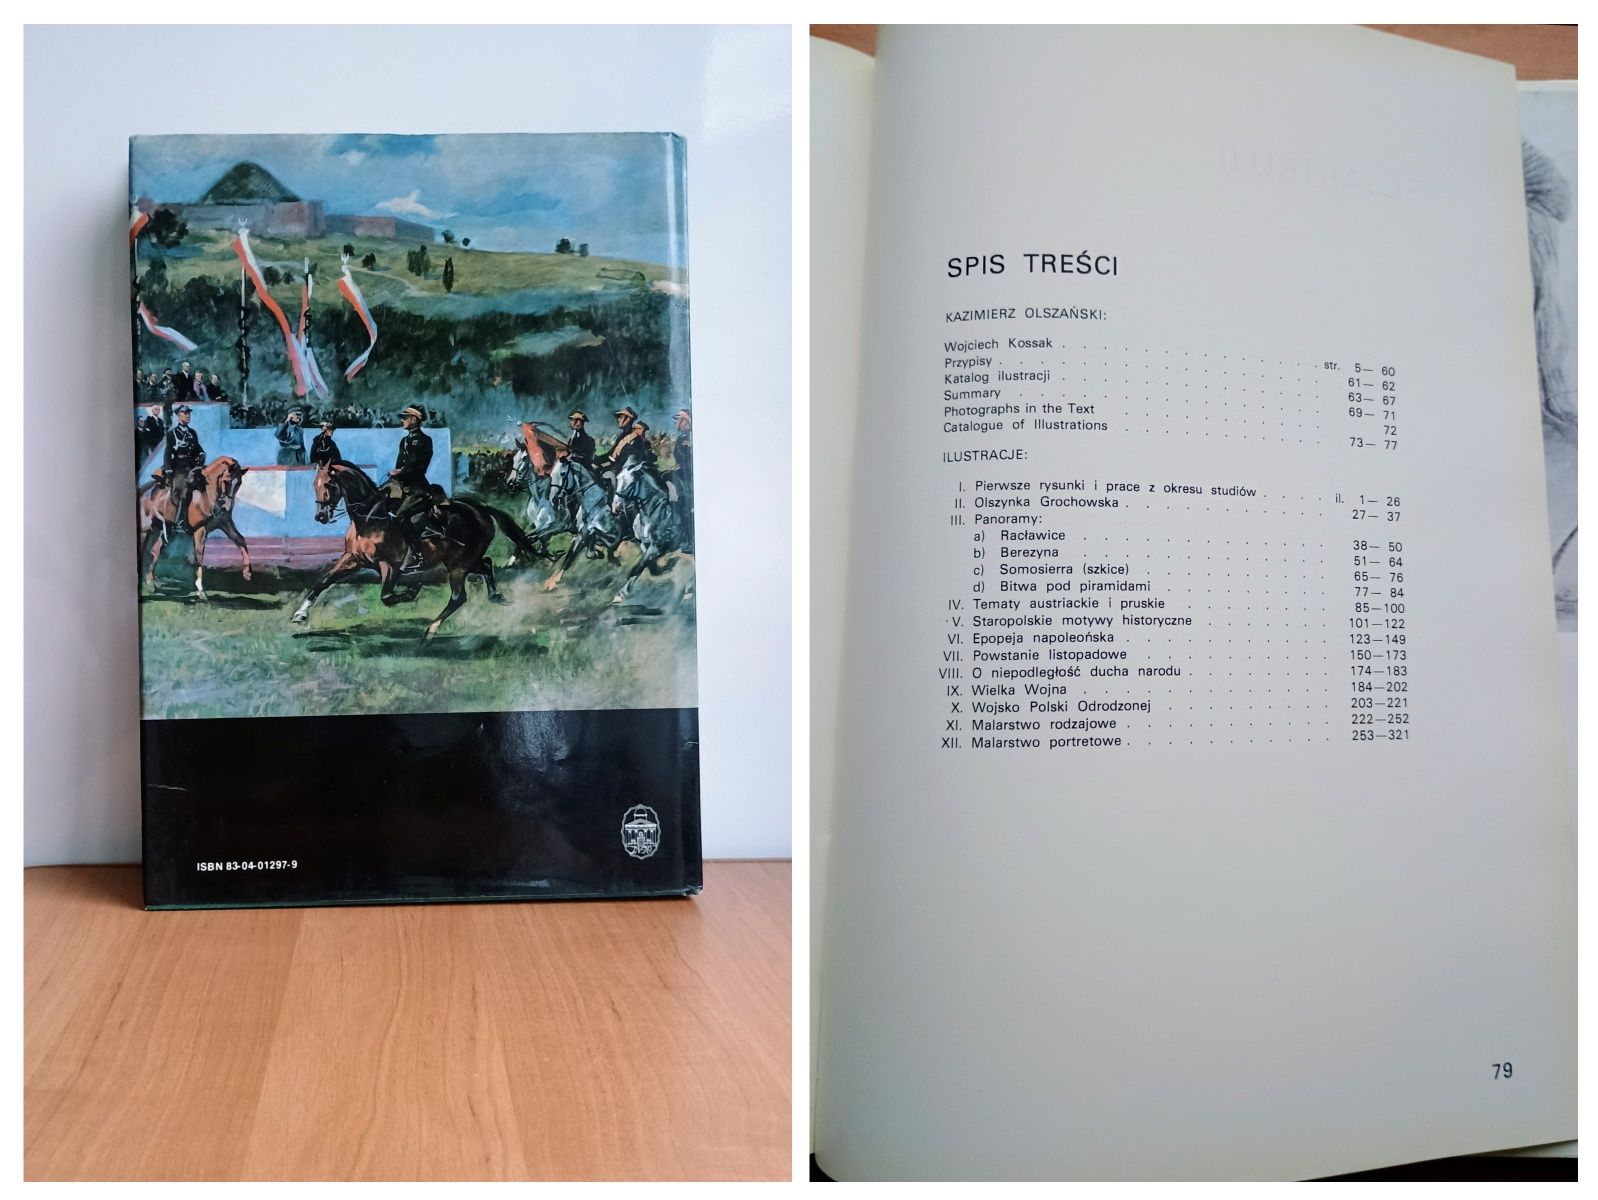 ISBN 83-04-01297-9
SPIS TREŚCI
KAZIMIERZ OLSZAŃSKI:
Wojciech Kossak . . . . . . . . . . . . str. 5— 60
Przypisy . . . . . . . . . . . . . . 61— 62
Katalog ilustracji . . . . . . . . . . . . 63— 67
Summary . . . . . . . . . . . . . . 69— 71
Photographs in the Text . . . . . . . . . 72
Catalogue of Illustrations . . . . . . . . . 73— 77
ILUSTRACJE:
I. Pierwsze rysunki i prace z okresu studiów . . . . il. 1— 26
II. Olszynka Grochowska . . . . . . . . . . 27— 37
III. Panoramy:
a) Racławice . . . . . . . . . . . 38— 50
b) Berezyna . . . . . . . . . . . 51— 64
c) Somosierra (szkice) . . . . . . . . 65— 76
d) Bitwa pod piramidami . . . . . . . . 77— 84
IV. Tematy austriackie i pruskie . . . . . . . 85—100
V. Staropolskie motywy historyczne . . . . . . 101—122
VI. Epopeja napoleońska . . . . . . . . . . 123—149
VII. Powstanie listopadowe . . . . . . . . . 150—173
VIII. O niepodległość ducha narodu . . . . . . . 174—183
IX. Wielka Wojna . . . . . . . . . . . . 184—202
X. Wojsko Polski Odrodzonej . . . . . . . . 203—221
XI. Malarstwo rodzajowe . . . . . . . . . . 222—252
XII. Malarstwo portretowe . . . . . . . . . . 253—321
79